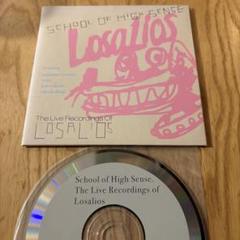 SCHOOL OF HIGH SENSE
Losalios
The Live Recordings Of
LOSALIOS
School of High Sense.
The Live Recordings of
Losalios